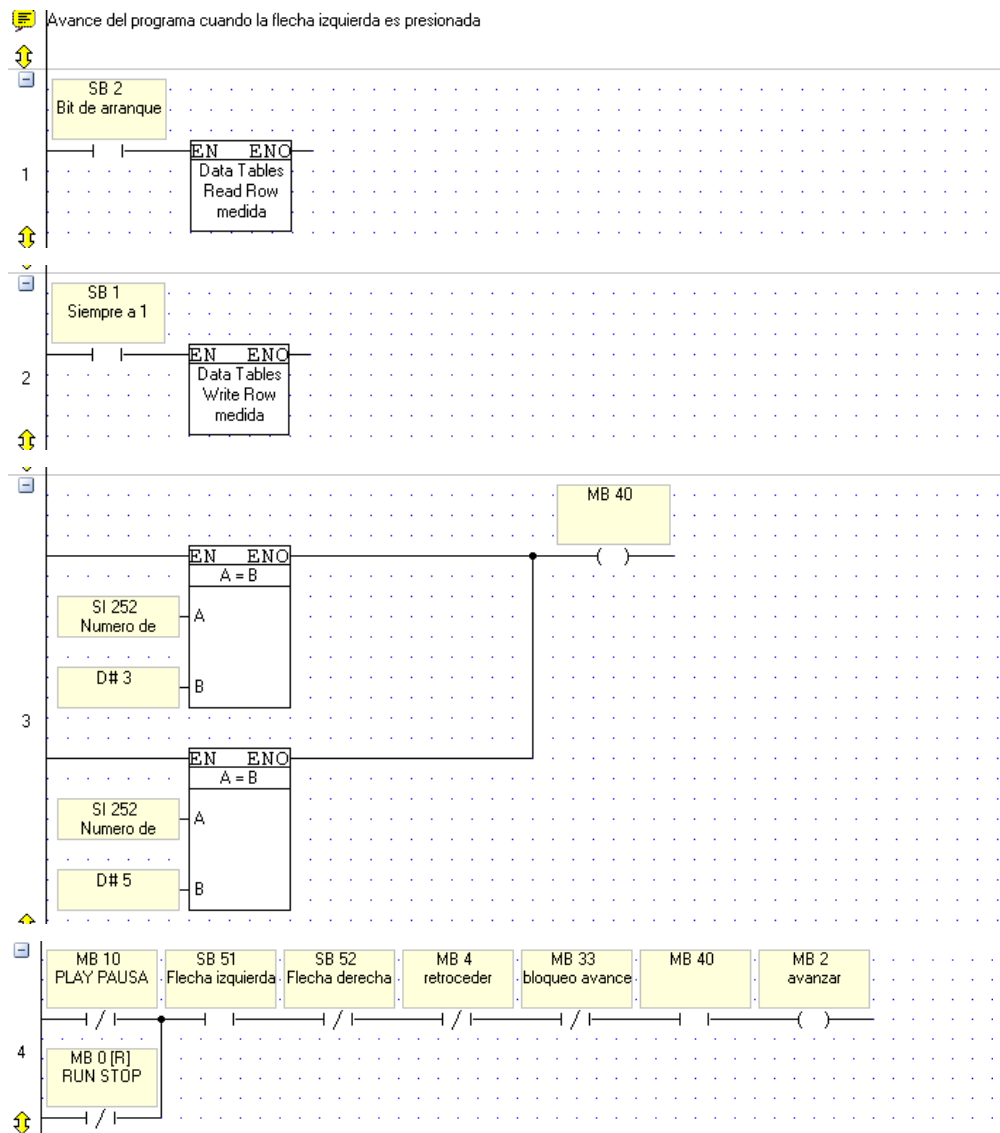 Avance del programa cuando la flecha izquierda es presionada
SB 2
Bit de arranque
1
EN ENO
Data Tables
Read Row
medida
SB 1
Siempre a 1
2
EN ENO
Data Tables
Write Row
medida
MB 40
3
EN ENO
A = B
SI 252
Numero de
A
D# 3
B
EN ENO
A = B
SI 252
Numero de
A
D# 5
B
4
MB 10
PLAY PAUSA
SB 51
Flecha izquierda
SB 52
Flecha derecha
MB 4
retroceder
MB 33
bloqueo avance
MB 40
MB 2
avanzar
MB 0 [R]
RUN STOP